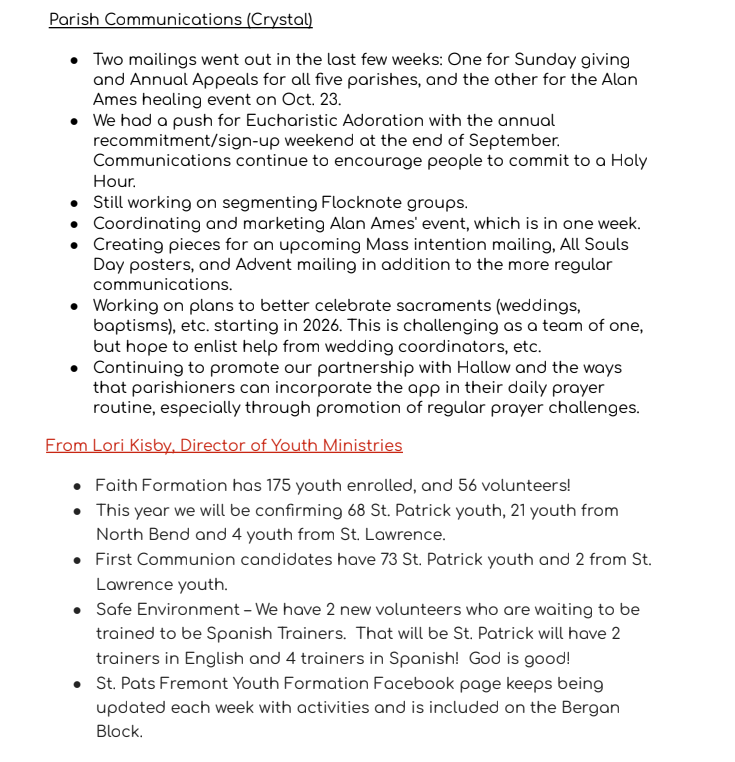 Parish Communications (Crystal)
● Two mailings went out in the last few weeks: One for Sunday giving
and Annual Appeals for all five parishes, and the other for the Alan
Ames healing event on Oct. 23.
● We had a push for Eucharistic Adoration with the annual
recommitment/sign-up weekend at the end of September.
Communications continue to encourage people to commit to a Holy
Hour.
● Still working on segmenting Flocknote groups.
● Coordinating and marketing Alan Ames' event, which is in one week.
● Creating pieces for an upcoming Mass intention mailing, All Souls
Day posters, and Advent mailing in addition to the more regular
communications.
● Working on plans to better celebrate sacraments (weddings,
baptisms), etc. starting in 2026. This is challenging as a team of one,
but hope to enlist help from wedding coordinators, etc.
● Continuing to promote our partnership with Hallow and the ways
that parishioners can incorporate the app in their daily prayer
routine, especially through promotion of regular prayer challenges.
From Lori Kisby, Director of Youth Ministries
● Faith Formation has 175 youth enrolled, and 56 volunteers!
● This year we will be confirming 68 St. Patrick youth, 21 youth from
North Bend and 4 youth from St. Lawrence.
● First Communion candidates have 73 St. Patrick youth and 2 from St.
Lawrence youth.
● Safe Environment – We have 2 new volunteers who are waiting to be
trained to be Spanish Trainers.  That will be St. Patrick will have 2
trainers in English and 4 trainers in Spanish!  God is good!
● St. Pats Fremont Youth Formation Facebook page keeps being
updated each week with activities and is included on the Bergan
Block.